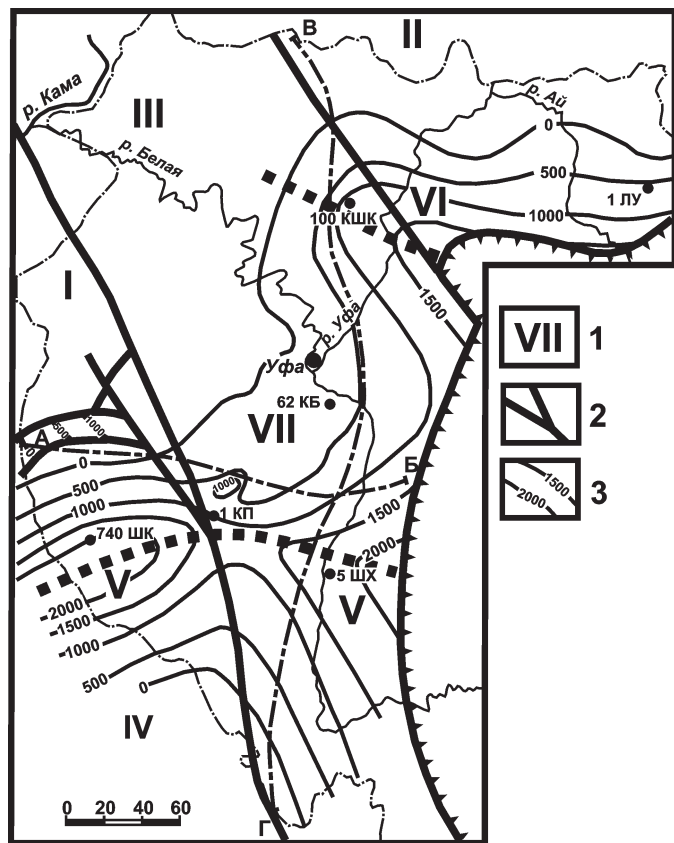 В
II
р. Кама
III
р. Ай
р. Белая
0
500
1 ЛУ
VI
1000
100 КШК
I
1500
р. Уфа
Уфа
VII
1
62 КБ
VII
2
1000
500
А
0
Б
500
1000
1500
1000
1 КП
1500
2000
3
740 ШК
2000
5 ШХ
V
V
-2000
-1500
-1000
500
0
IV
0 20 40 60
Г